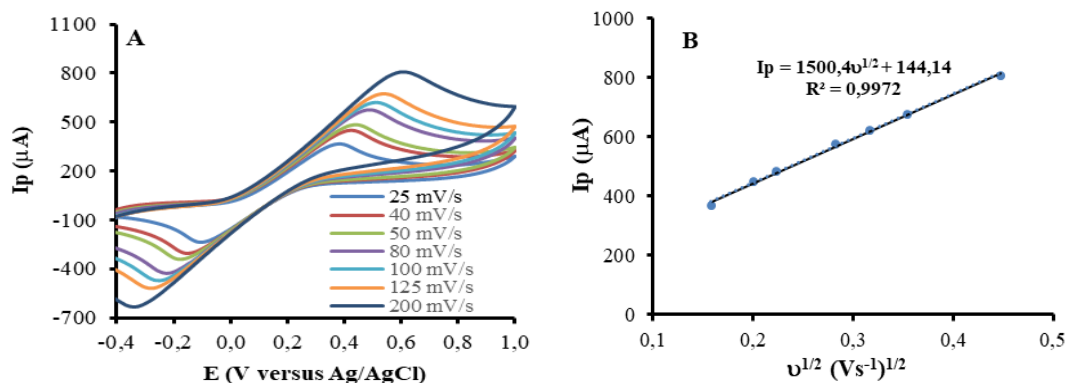 A
Ip (µA)
1100
800
500
200
-100
-400
-700
-0,4 -0,2 0,0 0,2 0,4 0,6 0,8 1,0
E (V versus Ag/AgCl)
25 mV/s
40 mV/s
50 mV/s
80 mV/s
100 mV/s
125 mV/s
200 mV/s
B
Ip (µA)
1000
800
600
400
200
0
0,1 0,2 0,3 0,4 0,5
υ^1/2 (Vs^-1)^1/2
Ip = 1500,4υ^1/2 + 144,14
R² = 0,9972